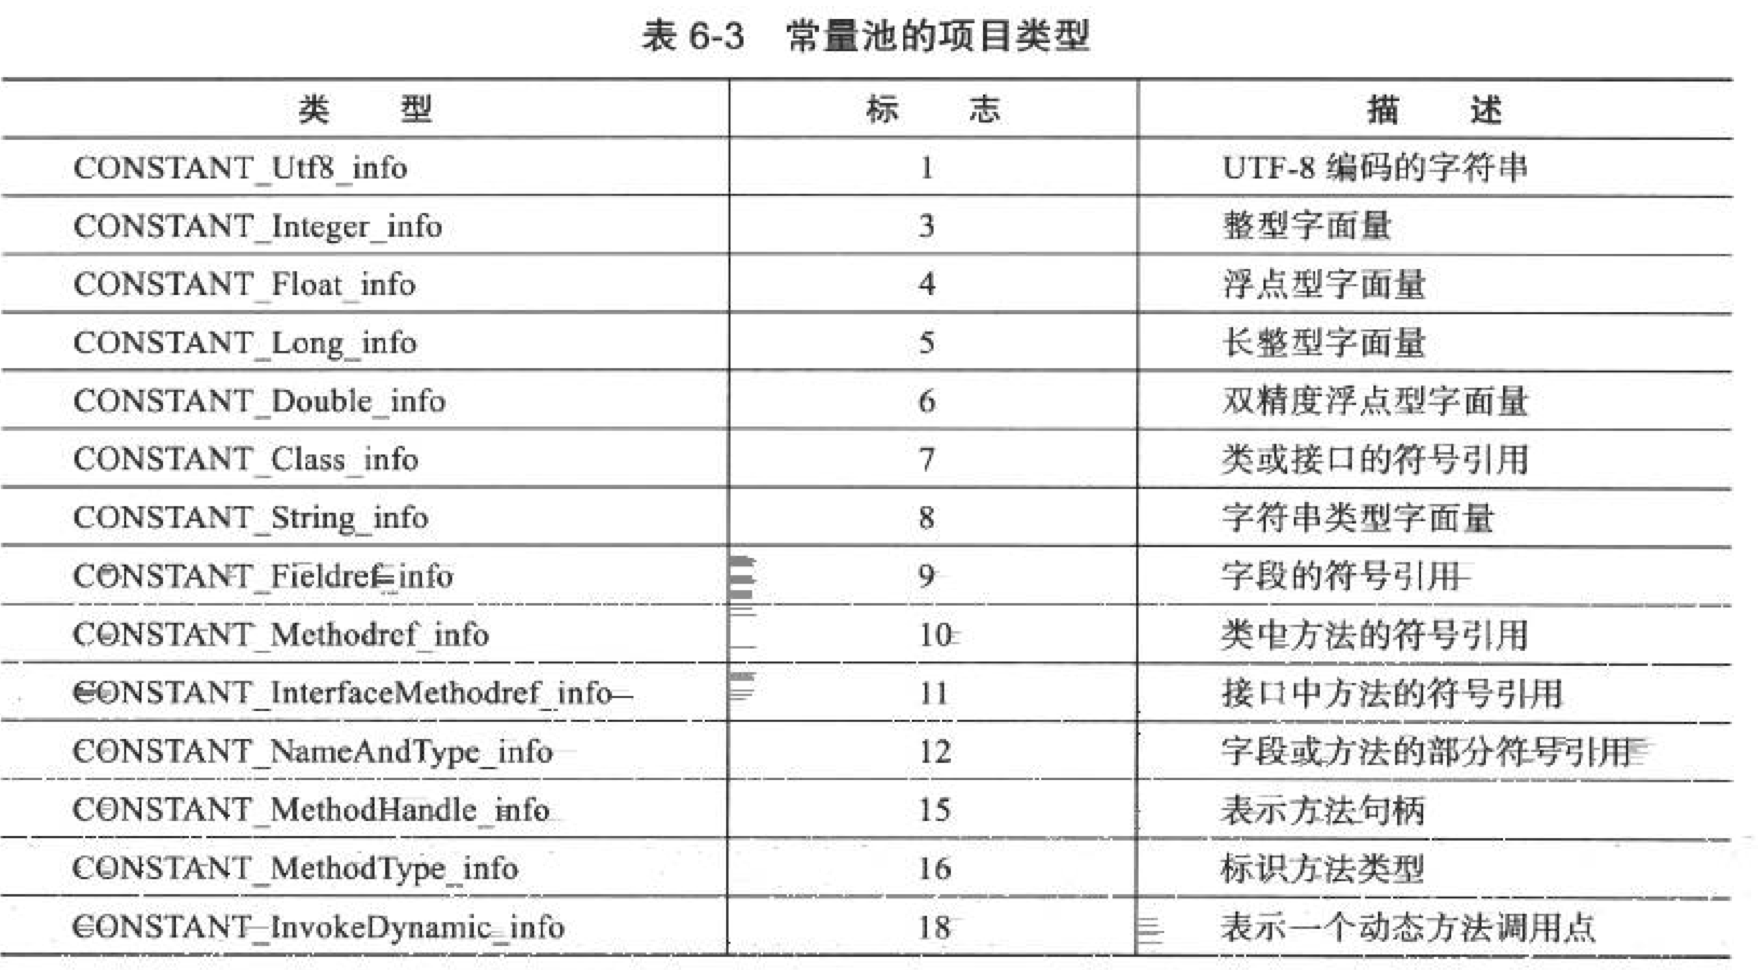 表 6-3 常量池的项目类型
类 型 标 志 描 述
CONSTANT_Utf8_info 1 UTF-8 编码的字符串
CONSTANT_Integer_info 3 整型字面量
CONSTANT_Float_info 4 浮点型字面量
CONSTANT_Long_info 5 长整型字面量
CONSTANT_Double_info 6 双精度浮点型字面量
CONSTANT_Class_info 7 类或接口的符号引用
CONSTANT_String_info 8 字符串类型字面量
CONSTANT_Fieldref_info 9 字段的符号引用
CONSTANT_Methodref_info 10 类中方法的符号引用
CONSTANT_InterfaceMethodref_info 11 接口中方法的符号引用
CONSTANT_NameAndType_info 12 字段或方法的部分符号引用
CONSTANT_MethodHandle_info 15 表示方法句柄
CONSTANT_MethodType_info 16 标识方法类型
CONSTANT_InvokeDynamic_info 18 表示一个动态方法调用点